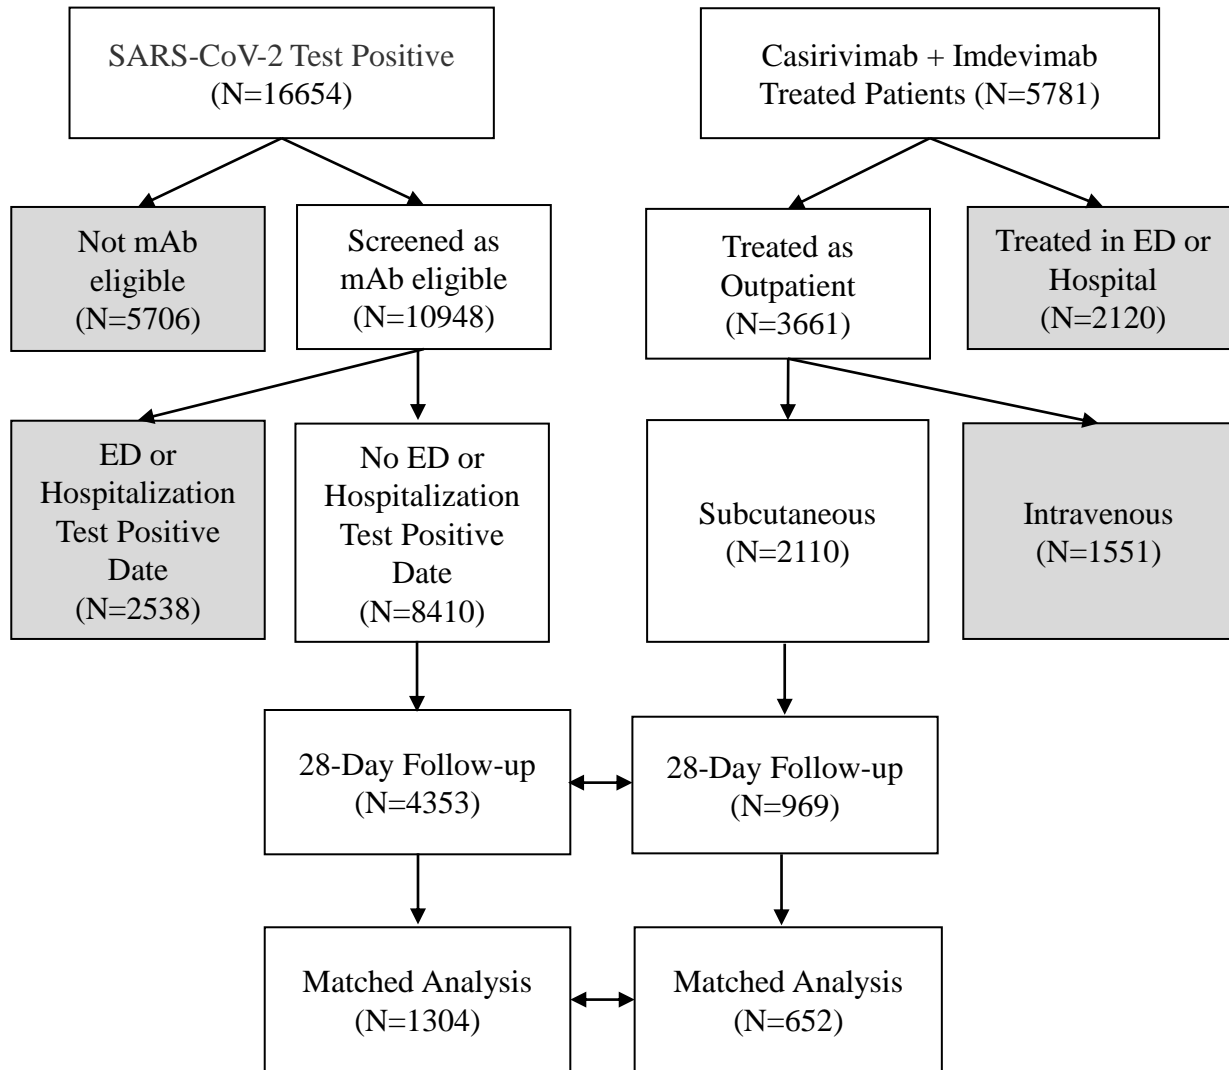 SARS-CoV-2 Test Positive
(N=16654)
Casirivimab + Imdevimab
Treated Patients (N=5781)
Not mAb
eligible
(N=5706)
Screened as
mAb eligible
(N=10948)
Treated as
Outpatient
(N=3661)
Treated in ED or
Hospital
(N=2120)
ED or
Hospitalization
Test Positive
Date
(N=2538)
No ED or
Hospitalization
Test Positive
Date
(N=8410)
Subcutaneous
(N=2110)
Intravenous
(N=1551)
28-Day Follow-up
(N=4353)
28-Day Follow-up
(N=969)
Matched Analysis
(N=1304)
Matched Analysis
(N=652)